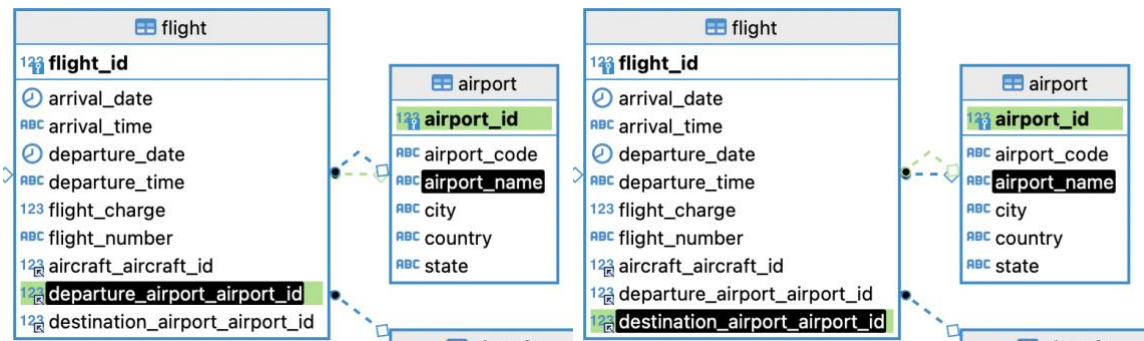 flight
123 flight_id
arrival_date
ABC arrival_time
departure_date
ABC departure_time
123 flight_charge
ABC flight_number
123 aircraft_aircraft_id
123 departure_airport_airport_id
123 destination_airport_airport_id
airport
123 airport_id
ABC airport_code
ABC airport_name
ABC city
ABC country
ABC state
flight
123 flight_id
arrival_date
ABC arrival_time
departure_date
ABC departure_time
123 flight_charge
ABC flight_number
123 aircraft_aircraft_id
123 departure_airport_airport_id
123 destination_airport_airport_id
airport
123 airport_id
ABC airport_code
ABC airport_name
ABC city
ABC country
ABC state